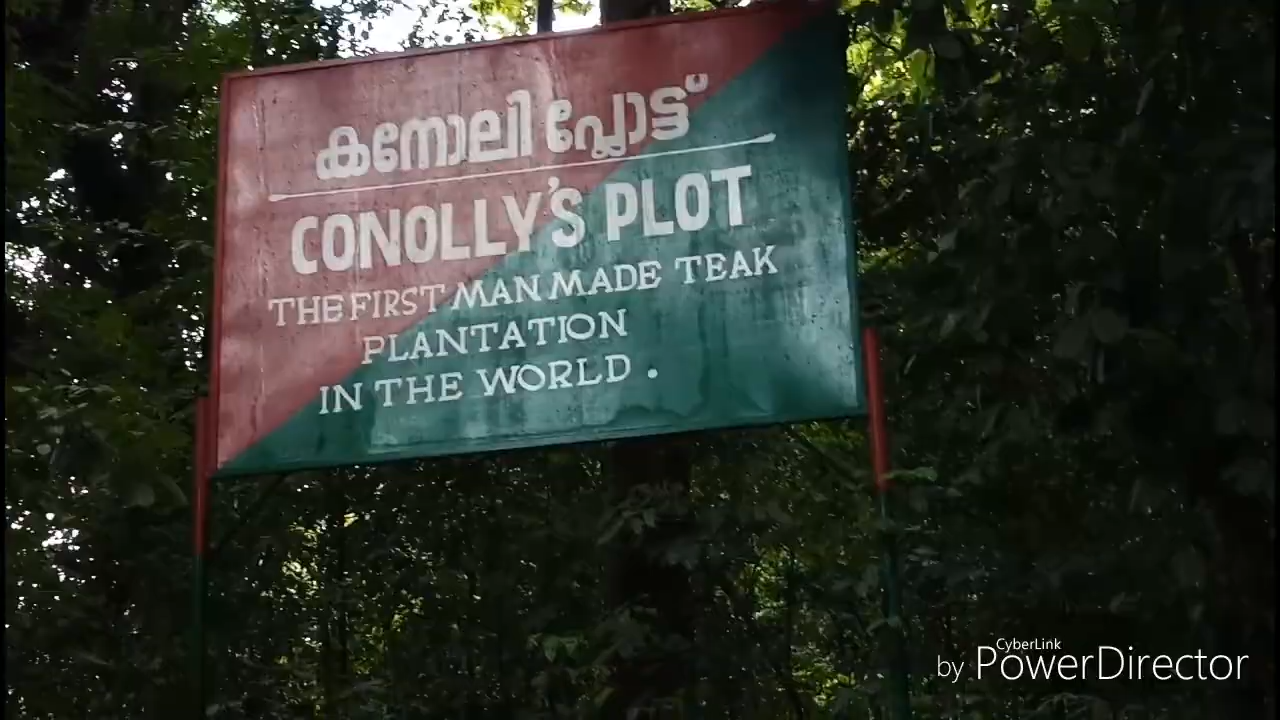 കനോലി പ്ലോട്ട്
CONOLLY'S PLOT
THE FIRST MAN MADE TEAK
PLANTATION
IN THE WORLD .
CyberLink
by PowerDirector